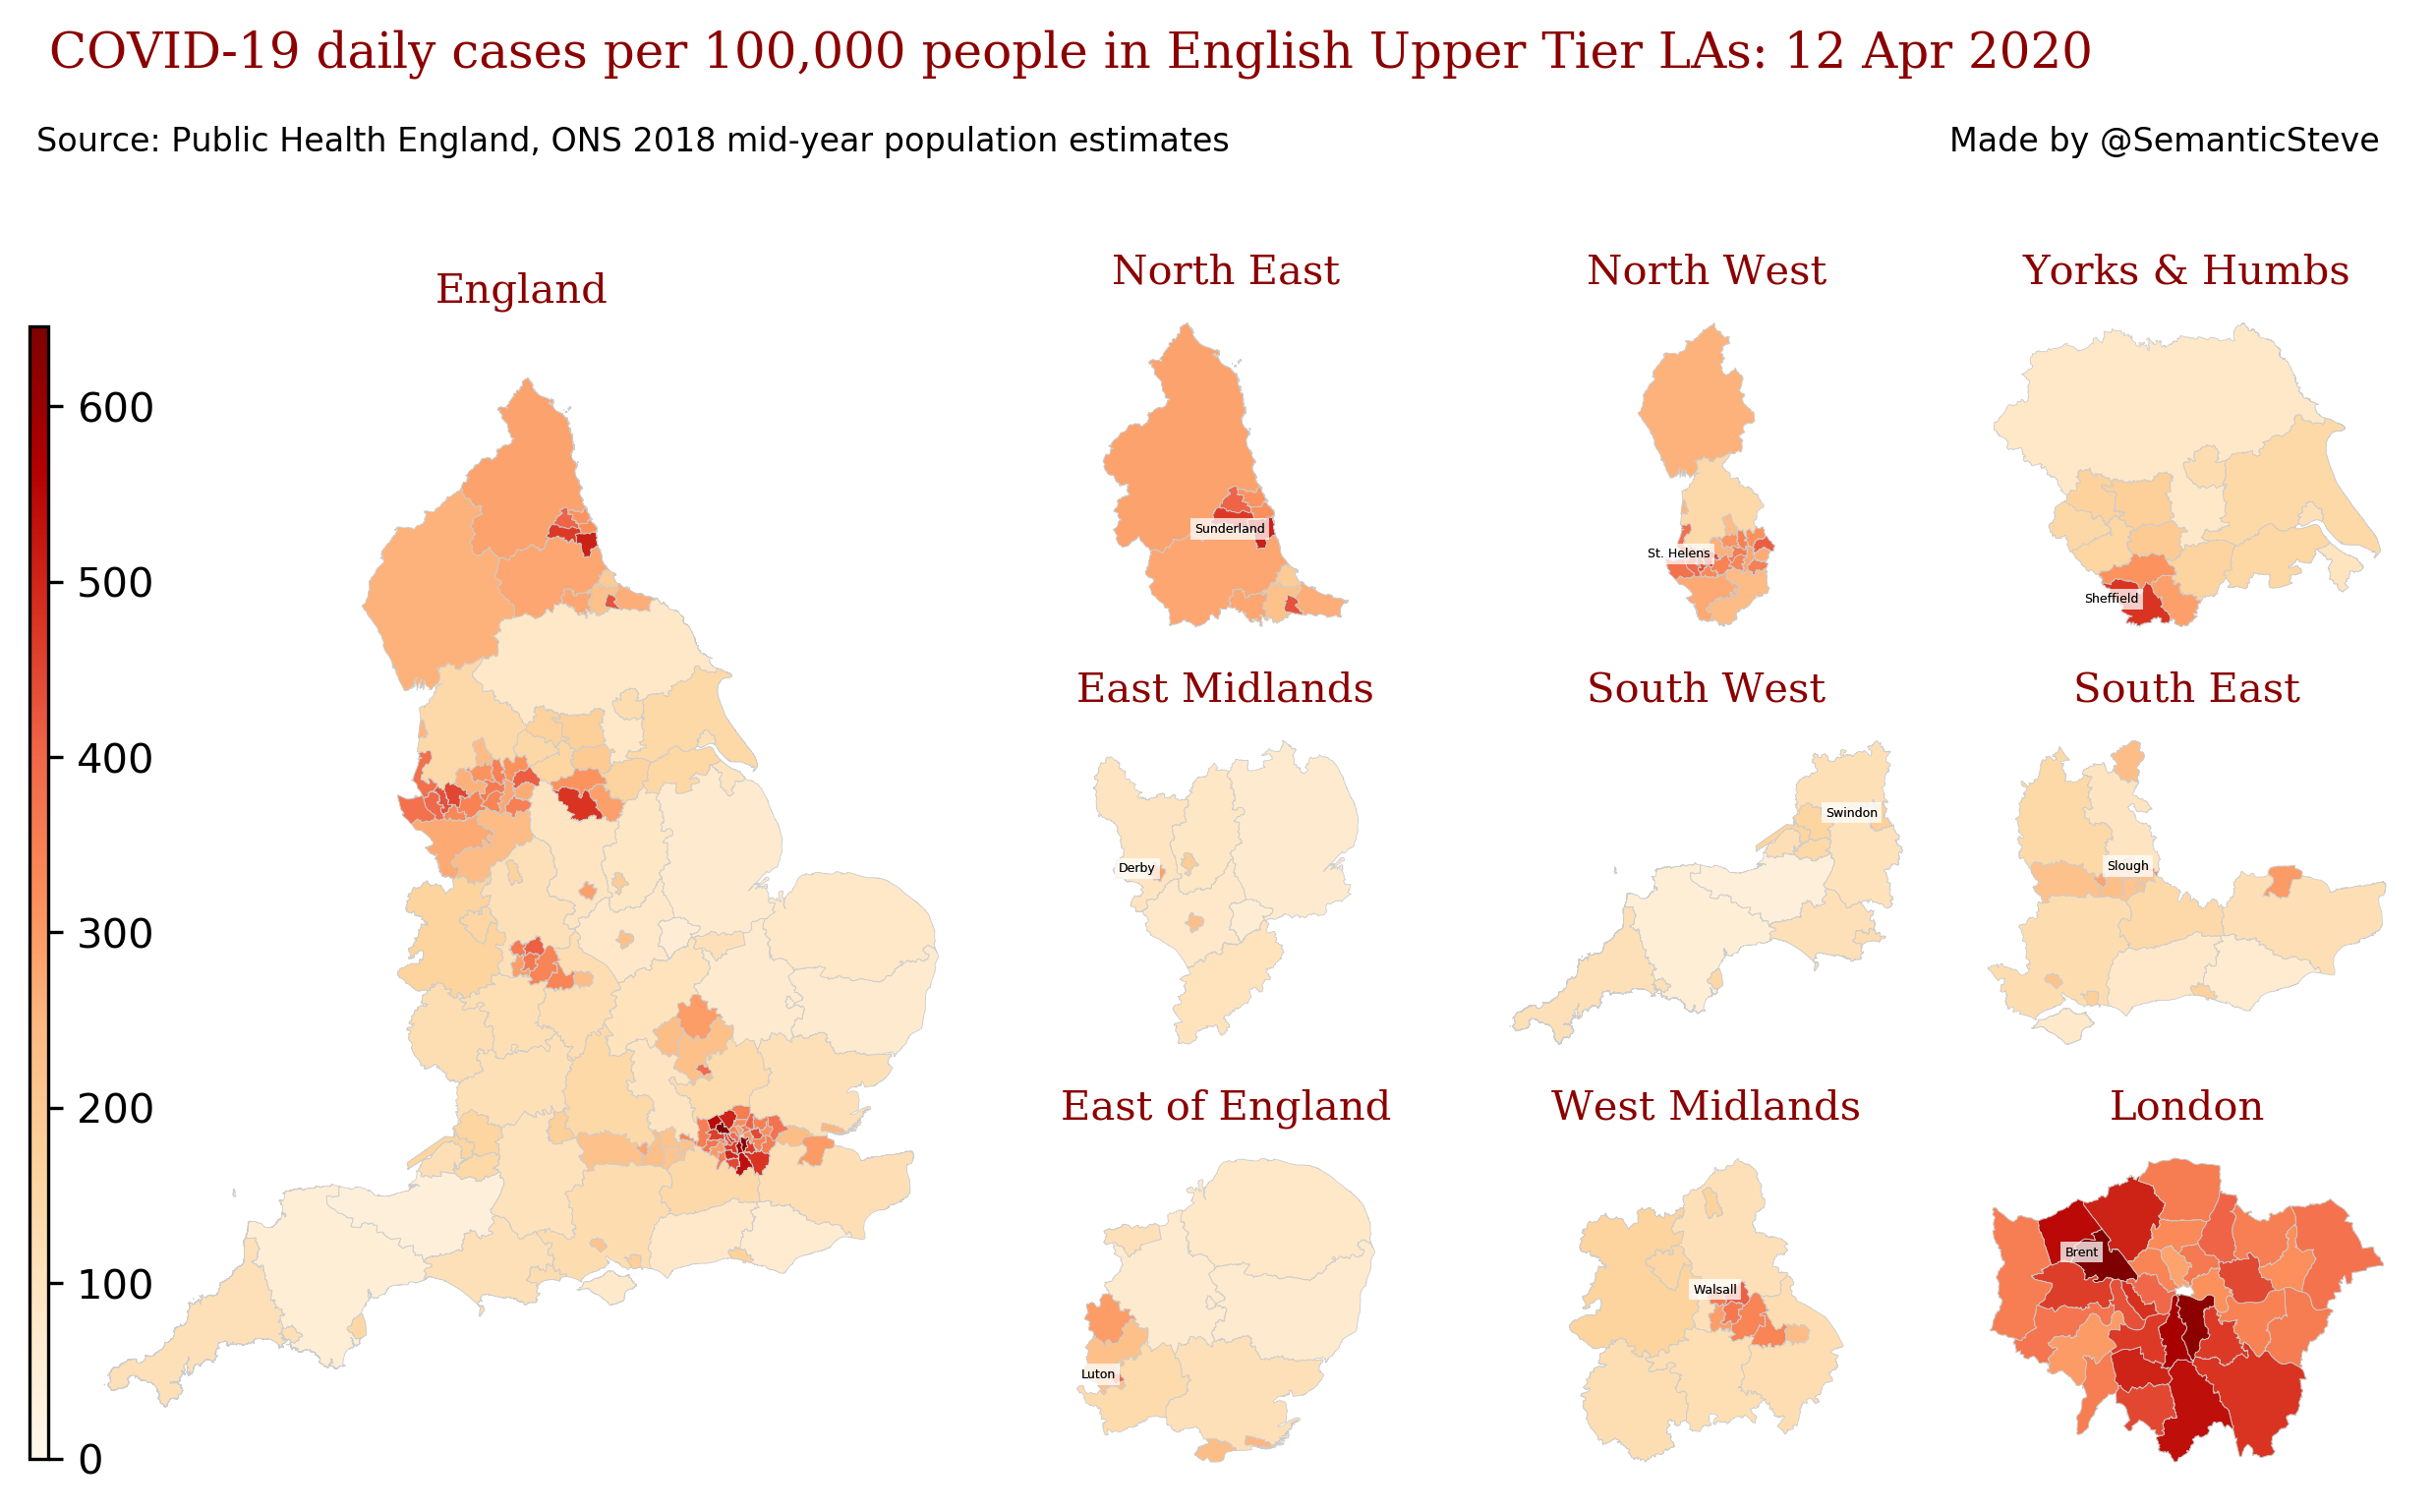 COVID-19 daily cases per 100,000 people in English Upper Tier LAs: 12 Apr 2020
Source: Public Health England, ONS 2018 mid-year population estimates
Made by @SemanticSteve
England
600
500
400
300
200
100
0
North East
Sunderland
North West
St. Helens
Yorks & Humbs
Sheffield
East Midlands
Derby
South West
Swindon
South East
Slough
East of England
Luton
West Midlands
Walsall
London
Brent